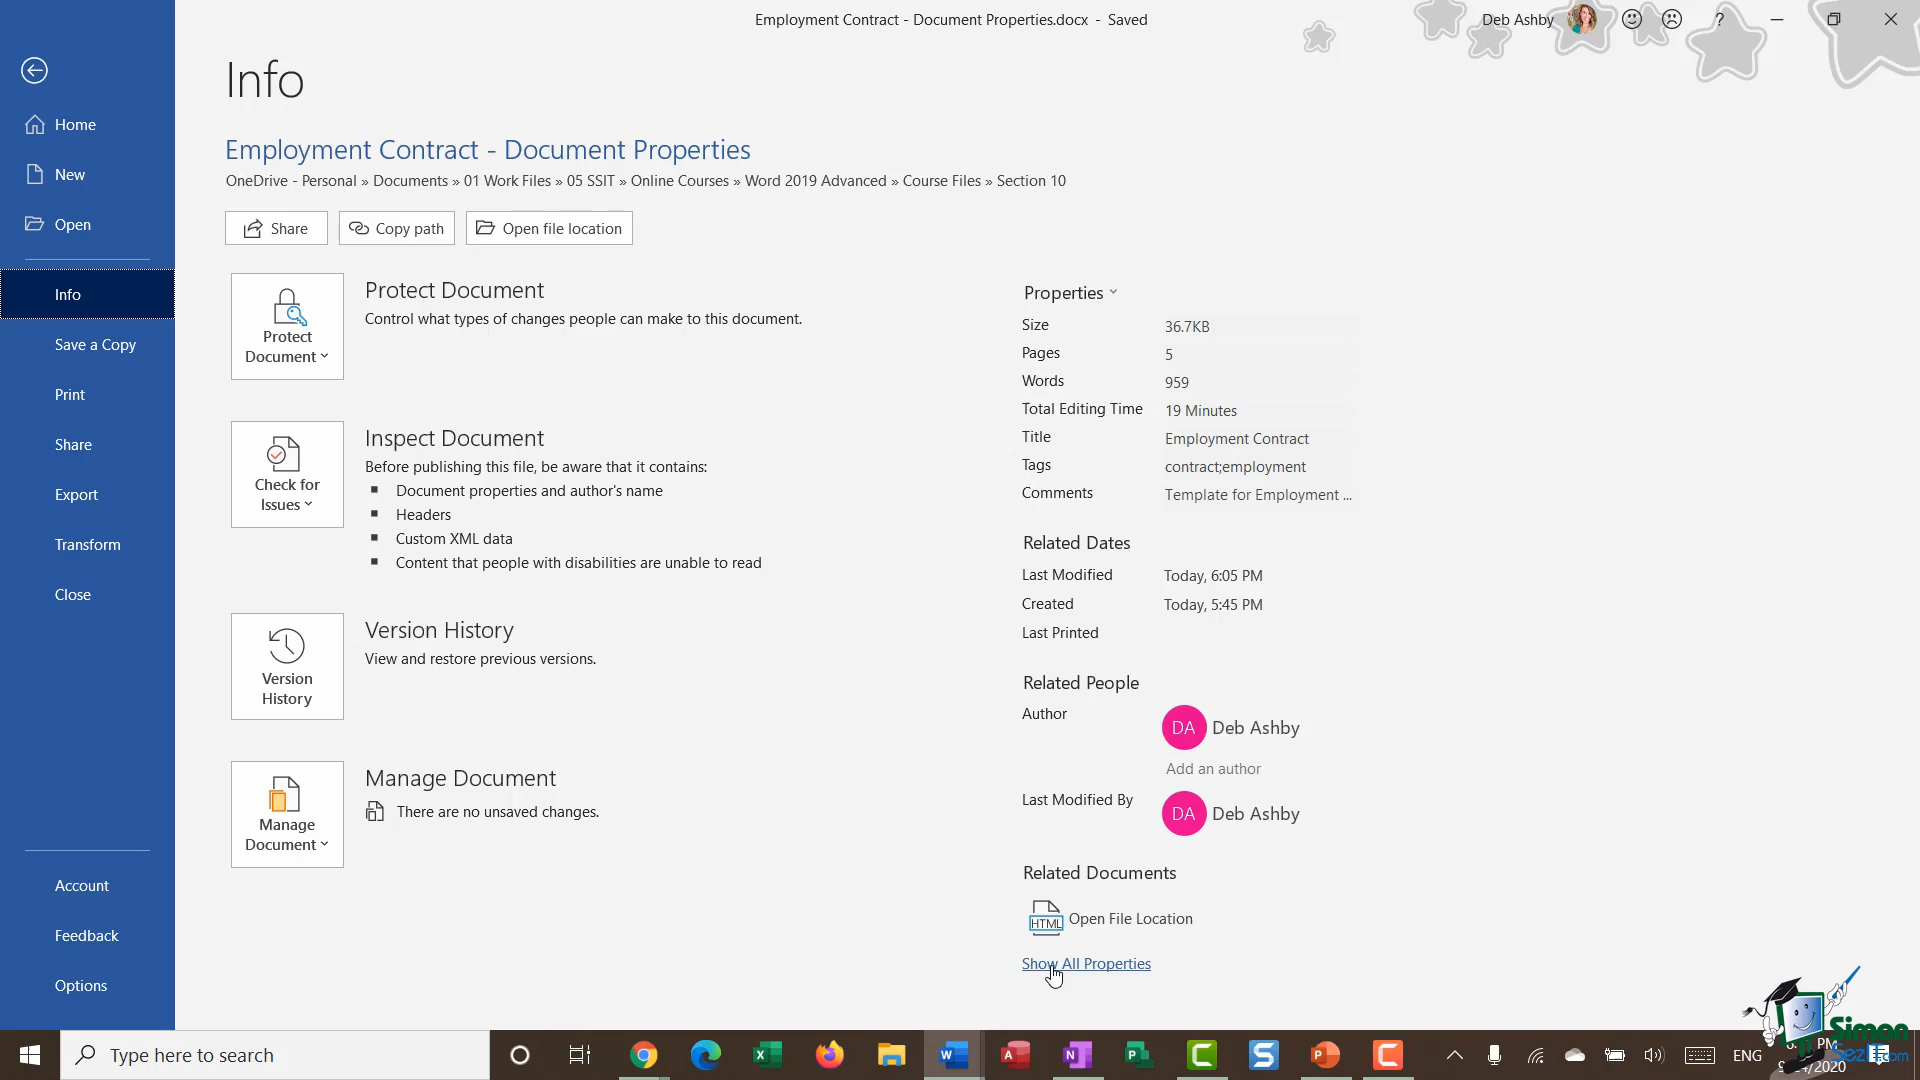 Employment Contract - Document Properties.docx - Saved
Deb Ashby
?
Info
Home
New
Open
Info
Save a Copy
Print
Share
Export
Transform
Close
Account
Feedback
Options
Employment Contract - Document Properties
OneDrive - Personal » Documents » 01 Work Files » 05 SSIT » Online Courses » Word 2019 Advanced » Course Files » Section 10
Share
Copy path
Open file location
Protect
Document
Protect Document
Control what types of changes people can make to this document.
Check for
Issues
Inspect Document
Before publishing this file, be aware that it contains:
Document properties and author's name
Headers
Custom XML data
Content that people with disabilities are unable to read
Version
History
Version History
View and restore previous versions.
Manage
Document
Manage Document
There are no unsaved changes.
Properties
Size 36.7KB
Pages 5
Words 959
Total Editing Time 19 Minutes
Title Employment Contract
Tags contract;employment
Comments Template for Employment ...
Related Dates
Last Modified Today, 6:05 PM
Created Today, 5:45 PM
Last Printed
Related People
Author DA Deb Ashby
Add an author
Last Modified By DA Deb Ashby
Related Documents
HTML Open File Location
Show All Properties
Type here to search
ENG
PM
Simon
SezIT.com